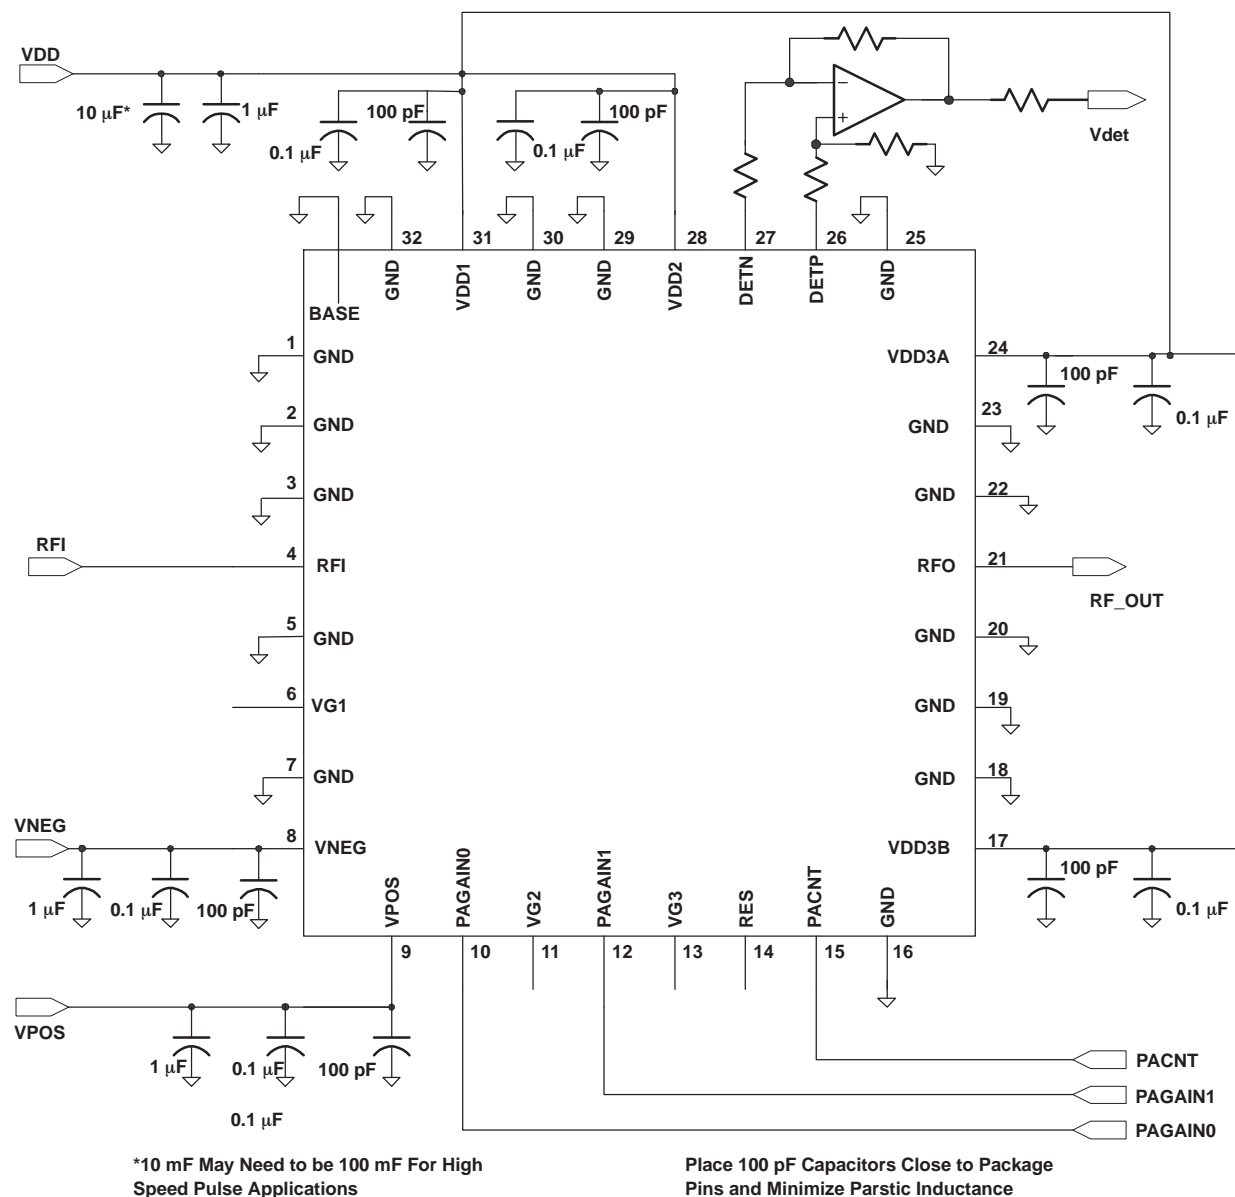 VDD
10 μF*
1 μF
0.1 μF
100 pF
0.1 μF
100 pF
Vdet
32
31
30
29
28
27
26
25
GND
VDD1
GND
GND
VDD2
DETN
DETP
GND
BASE
1
GND
2
GND
3
GND
RFI
4
RFI
5
GND
6
VG1
7
GND
VNEG
8
VNEG
1 μF
0.1 μF
100 pF
VDD3A
24
100 pF
0.1 μF
23
GND
GND
22
RFO
21
RF_OUT
GND
20
GND
19
GND
18
VDD3B
17
100 pF
0.1 μF
VPOS
PAGAIN0
VG2
PAGAIN1
VG3
RES
PACNT
GND
9
10
11
12
13
14
15
16
VPOS
1 μF
0.1 μF
100 pF
0.1 μF
PACNT
PAGAIN1
PAGAIN0
*10 mF May Need to be 100 mF For High
Speed Pulse Applications
Place 100 pF Capacitors Close to Package
Pins and Minimize Parstic Inductance